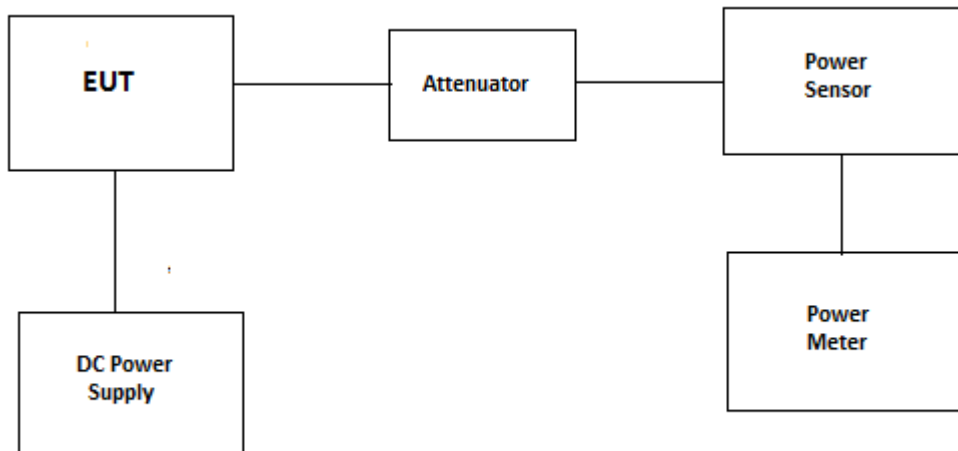 EUT
Attenuator
Power
Sensor
Power
Meter
DC Power
Supply